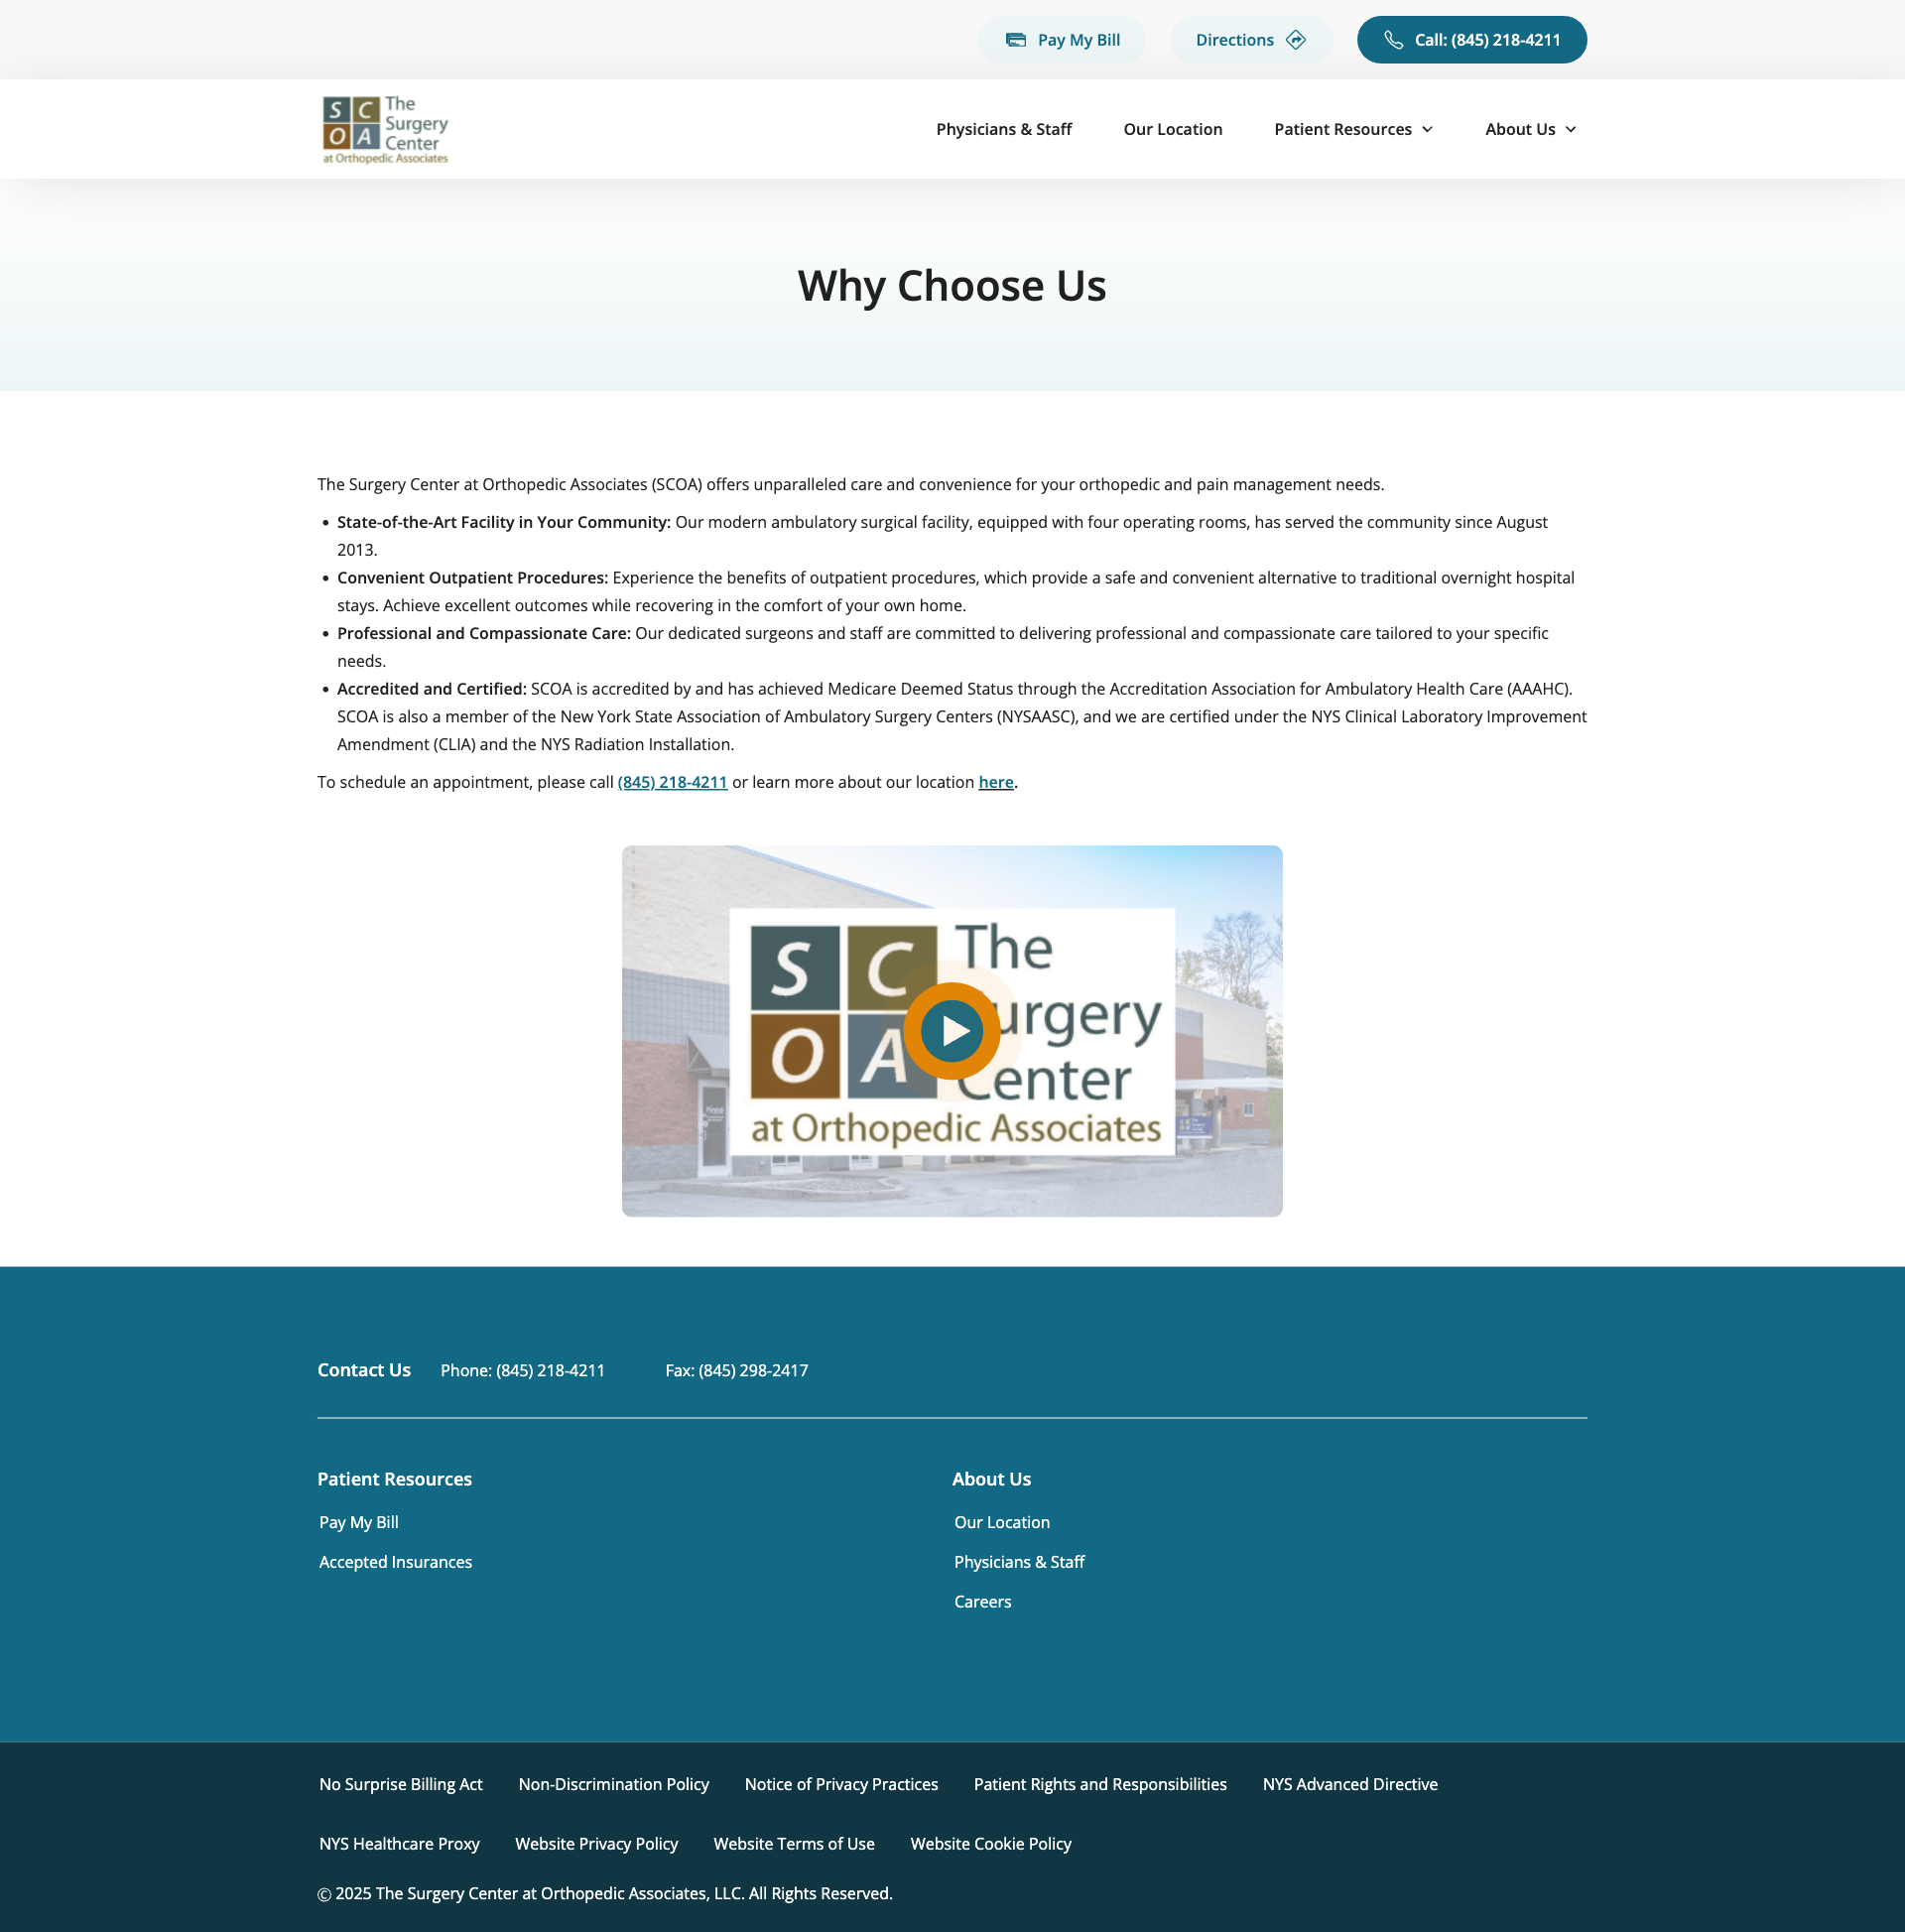 Pay My Bill
Directions
Call: (845) 218-4211
S C O A
The
Surgery
Center
at Orthopedic Associates
Physicians & Staff
Our Location
Patient Resources
About Us
Why Choose Us
The Surgery Center at Orthopedic Associates (SCOA) offers unparalleled care and convenience for your orthopedic and pain management needs.
• State-of-the-Art Facility in Your Community: Our modern ambulatory surgical facility, equipped with four operating rooms, has served the community since August
2013.
• Convenient Outpatient Procedures: Experience the benefits of outpatient procedures, which provide a safe and convenient alternative to traditional overnight hospital
stays. Achieve excellent outcomes while recovering in the comfort of your own home.
• Professional and Compassionate Care: Our dedicated surgeons and staff are committed to delivering professional and compassionate care tailored to your specific
needs.
• Accredited and Certified: SCOA is accredited by and has achieved Medicare Deemed Status through the Accreditation Association for Ambulatory Health Care (AAAHC).
SCOA is also a member of the New York State Association of Ambulatory Surgery Centers (NYSAASC), and we are certified under the NYS Clinical Laboratory Improvement
Amendment (CLIA) and the NYS Radiation Installation.
To schedule an appointment, please call (845) 218-4211 or learn more about our location here.
S C O A
The
urgery
Center
at Orthopedic Associates
Contact Us
Phone: (845) 218-4211
Fax: (845) 298-2417
Patient Resources
Pay My Bill
Accepted Insurances
About Us
Our Location
Physicians & Staff
Careers
No Surprise Billing Act
Non-Discrimination Policy
Notice of Privacy Practices
Patient Rights and Responsibilities
NYS Advanced Directive
NYS Healthcare Proxy
Website Privacy Policy
Website Terms of Use
Website Cookie Policy
© 2025 The Surgery Center at Orthopedic Associates, LLC. All Rights Reserved.